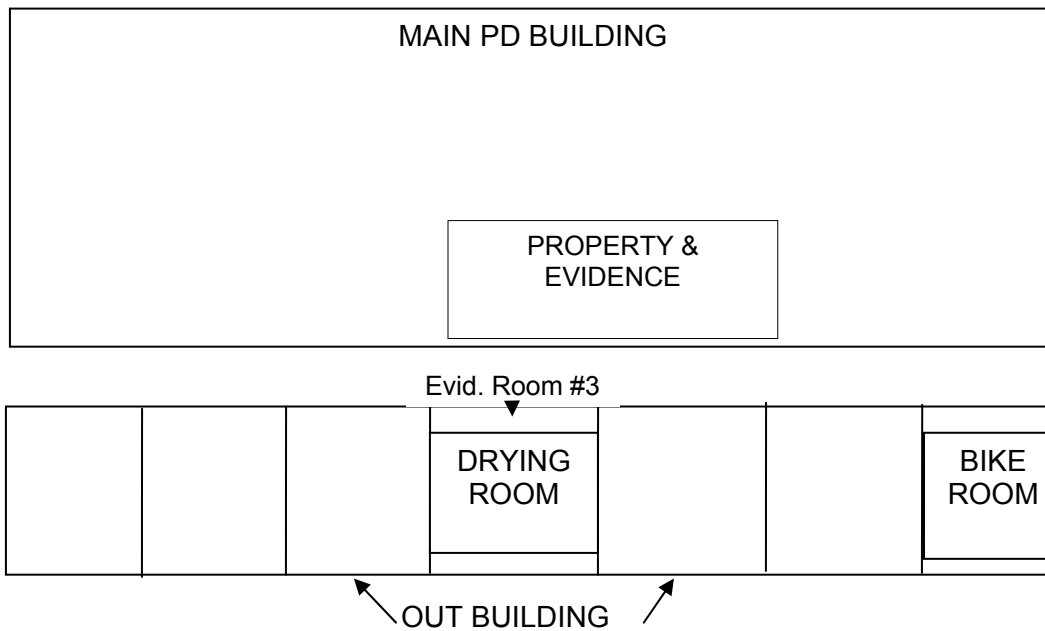 MAIN PD BUILDING
PROPERTY &
EVIDENCE
Evid. Room #3
DRYING
ROOM
BIKE
ROOM
OUT BUILDING